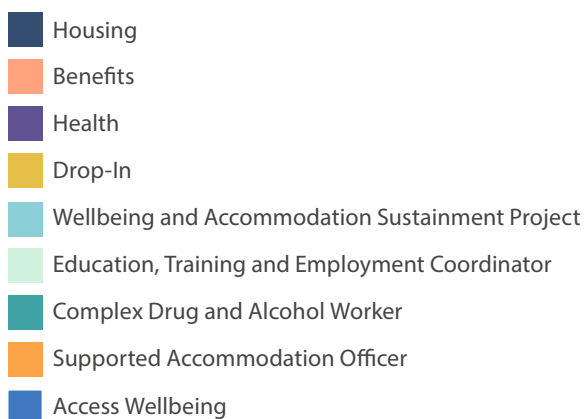 Housing
Benefits
Health
Drop-In
Wellbeing and Accommodation Sustainment Project
Education, Training and Employment Coordinator
Complex Drug and Alcohol Worker
Supported Accommodation Officer
Access Wellbeing